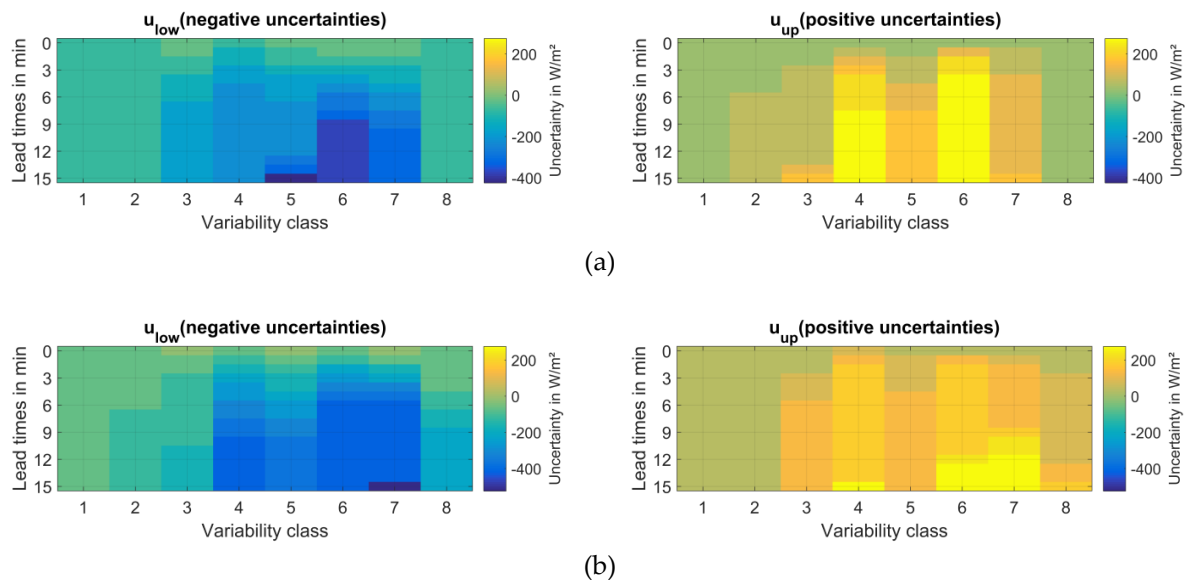 u_low(negative uncertainties)
Lead times in min
0
3
6
9
12
15
1 2 3 4 5 6 7 8
Variability class
200
0
-200
-400
Uncertainty in W/m²
u_up(positive uncertainties)
Lead times in min
0
3
6
9
12
15
1 2 3 4 5 6 7 8
Variability class
200
0
-200
-400
Uncertainty in W/m²
(a)
u_low(negative uncertainties)
Lead times in min
0
3
6
9
12
15
1 2 3 4 5 6 7 8
Variability class
200
0
-200
-400
Uncertainty in W/m²
u_up(positive uncertainties)
Lead times in min
0
3
6
9
12
15
1 2 3 4 5 6 7 8
Variability class
200
0
-200
-400
Uncertainty in W/m²
(b)